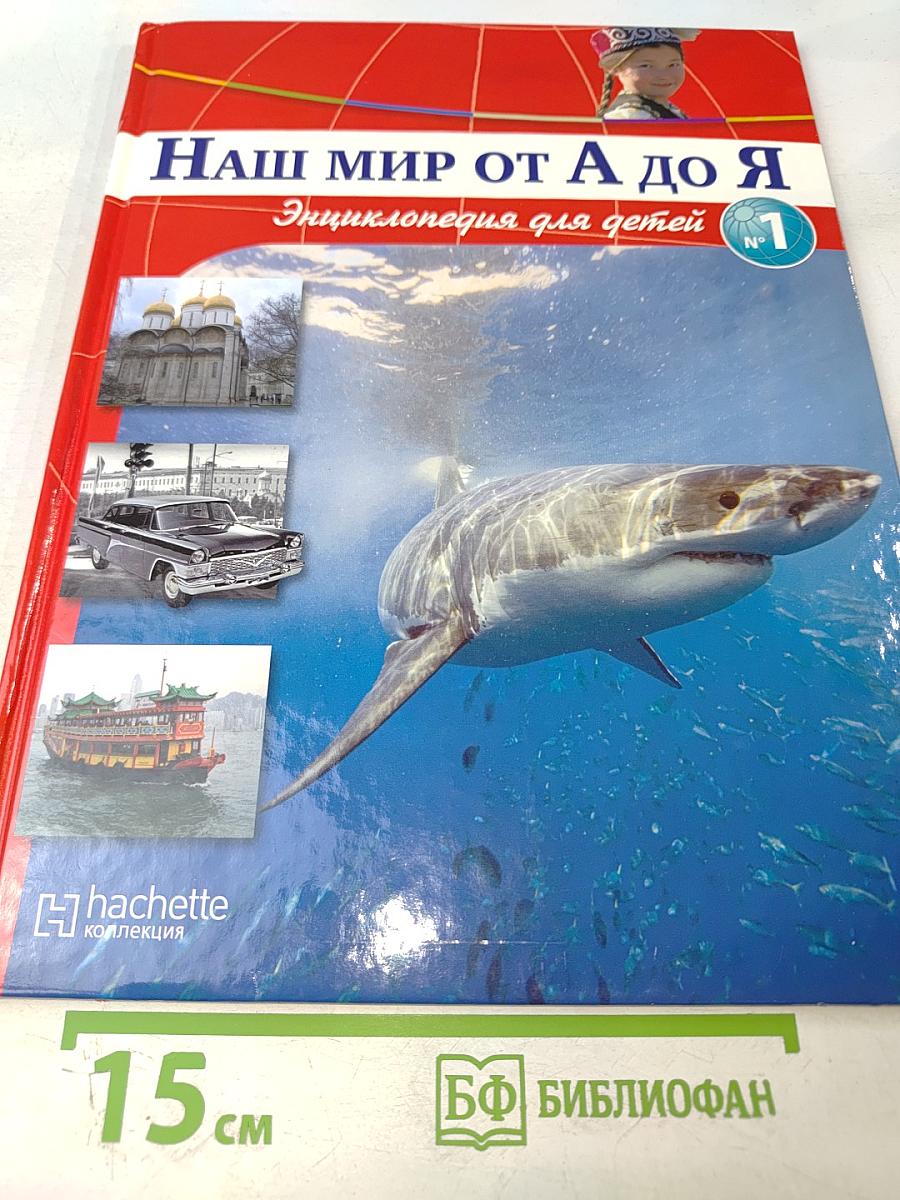 Наш мир от А до Я
Энциклопедия для детей
№1
hachette
коллекция
15 см
БФ БИБЛИОФАН